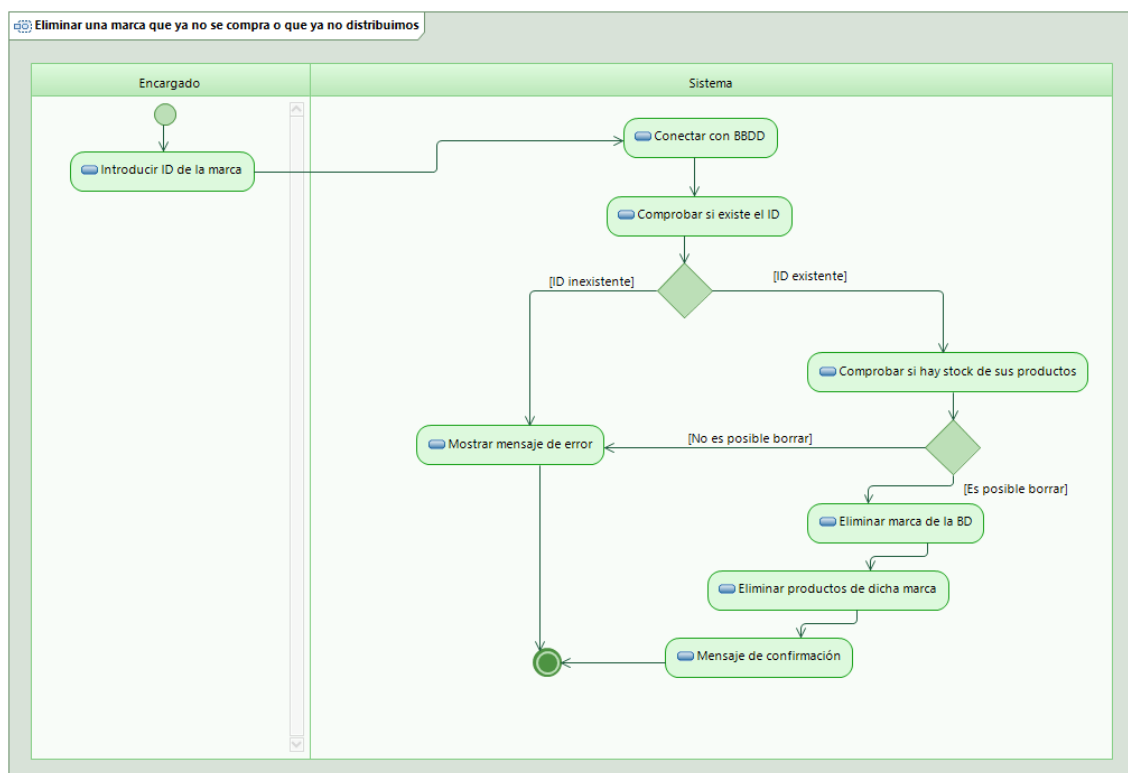 Eliminar una marca que ya no se compra o que ya no distribuimos
Encargado
Sistema
Introducir ID de la marca
Conectar con BBDD
Comprobar si existe el ID
[ID inexistente]
[ID existente]
Comprobar si hay stock de sus productos
Mostrar mensaje de error
[No es posible borrar]
[Es posible borrar]
Eliminar marca de la BD
Eliminar productos de dicha marca
Mensaje de confirmación